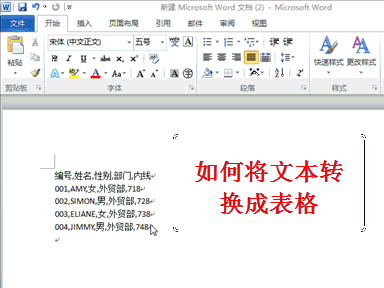 新建 Microsoft Word 文档 (2) - Microsoft Word
文件 开始 插入 页面布局 引用 邮件 审阅 视图
宋体 (中文正文) 五号
粘贴
快速样式 更改样式
剪贴板 字体 段落 样式
编号,姓名,性别,部门,内线
001,AMY,女,外贸部,718
002,SIMON,男,外贸部,728
003,ELIANE,女,外贸部,738
004,JIMMY,男,外贸部,748
如何将文本转
换成表格